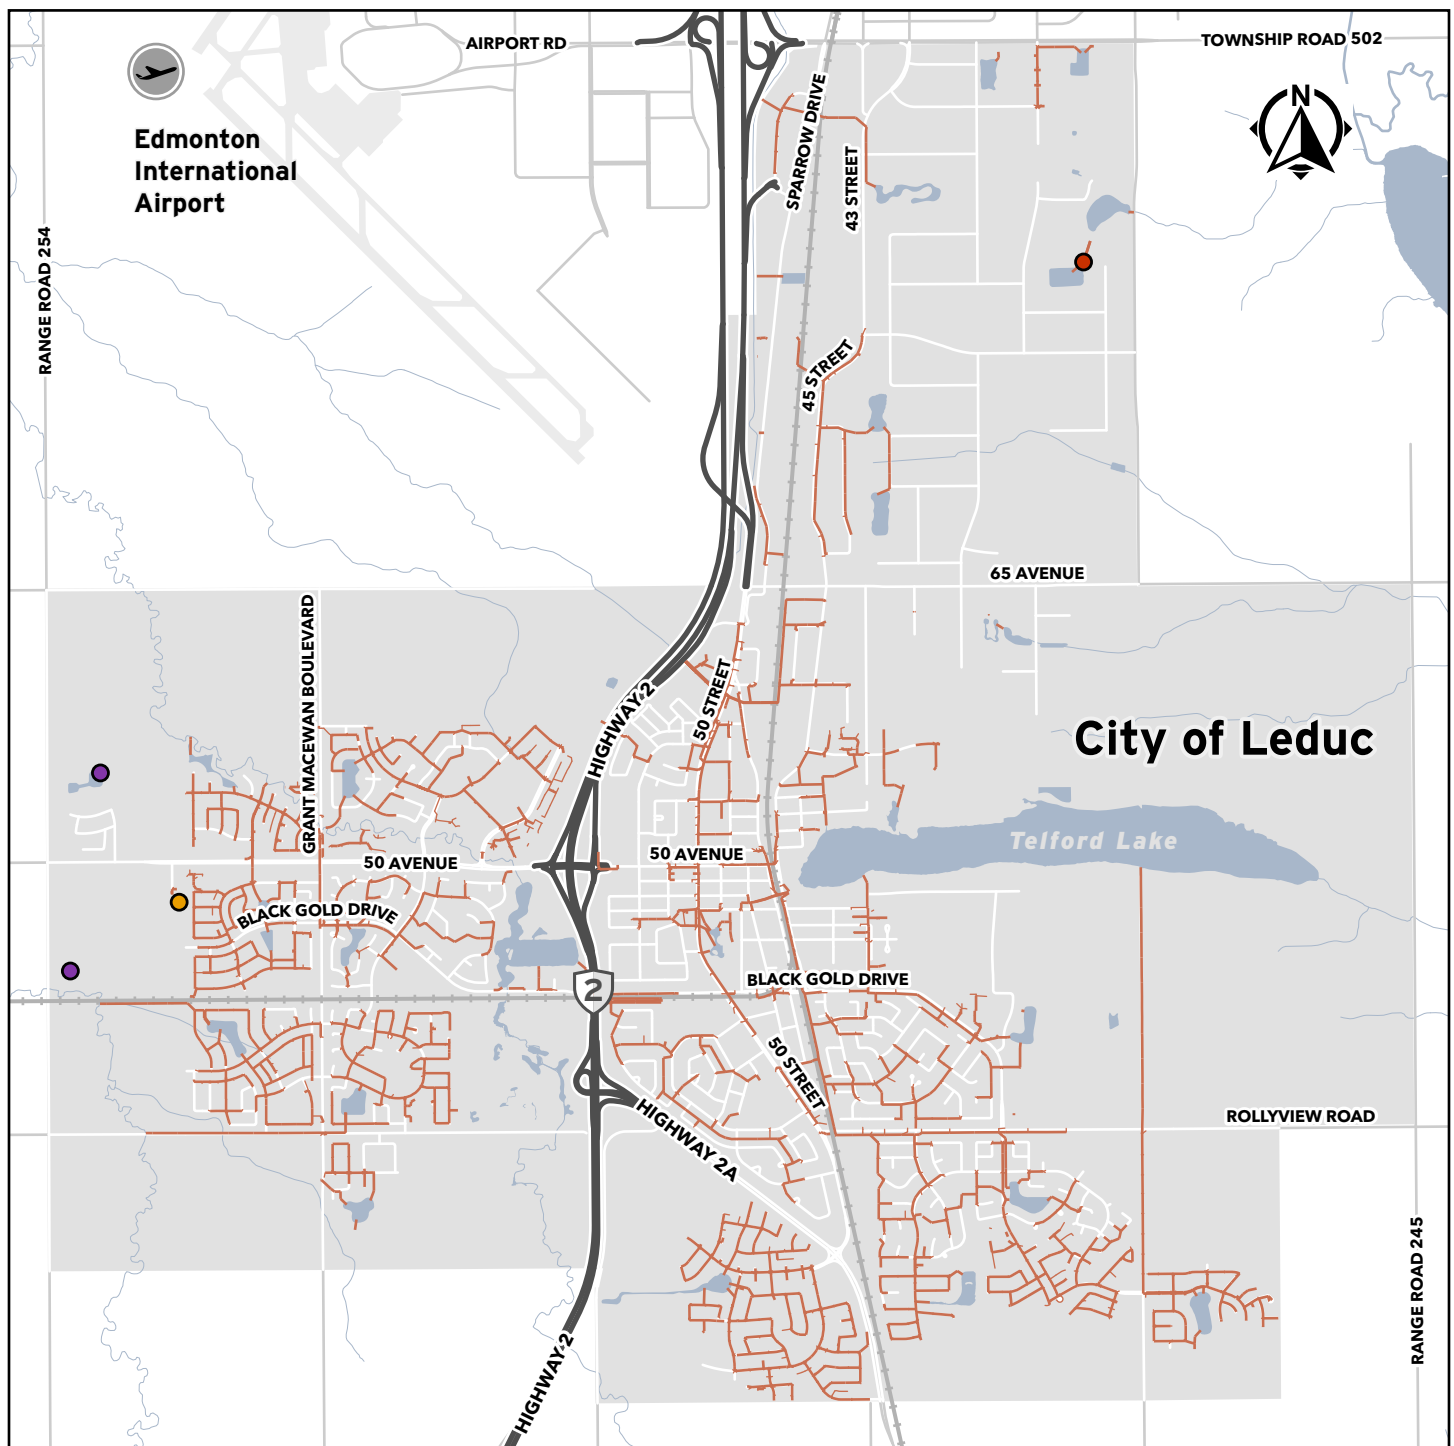 AIRPORT RD
TOWNSHIP ROAD 502
N
Edmonton
International
Airport
SPARROW DRIVE
43 STREET
RANGE ROAD 254
45 STREET
65 AVENUE
GRANT MACEWAN BOULEVARD
50 STREET
HIGHWAY 2
City of Leduc
Telford Lake
50 AVENUE
50 AVENUE
BLACK GOLD DRIVE
BLACK GOLD DRIVE
2
50 STREET
HIGHWAY 2A
ROLLYVIEW ROAD
RANGE ROAD 245
HIGHWAY 2